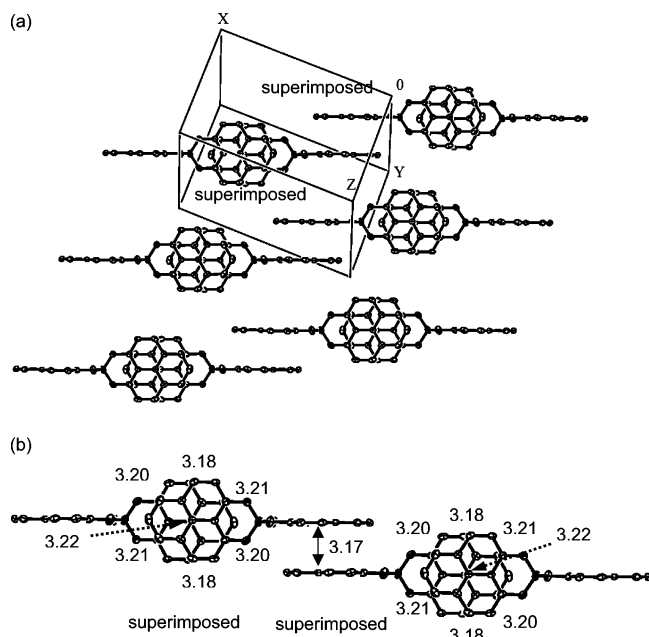 (a)
X
superimposed
0
superimposed
Z
Y
(b)
3.20
3.18
3.21
3.22
3.21
3.20
3.18
3.17
3.20
3.18
3.21
3.22
3.21
3.20
3.18
superimposed
superimposed